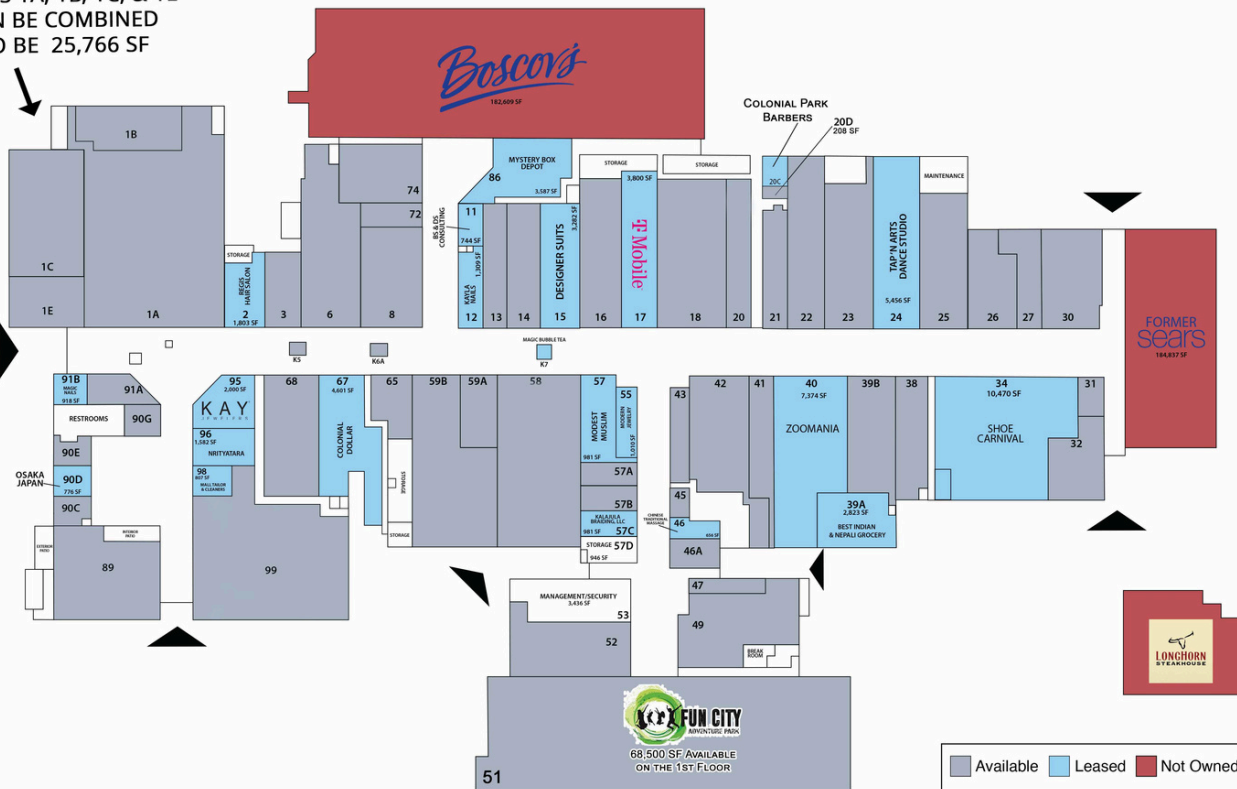 1A, 1B, 1C, &
BE COMBINED
BE 25,766 SF
Boscov's
182,609 SF
COLONIAL PARK
BARBERS
20D
208 SF
20C
1B
1C
1E
1A
STORAGE
REGIS
HAIR SALON
2
1,803 SF
3
6
74
72
8
MYSTERY BOX
DEPOT
86
3,587 SF
BS & DS
CONSULTING
11
744 SF
1,309 SF
KAYLA
NAILS
12
13
14
3,282 SF
DESIGNER SUITS
15
STORAGE
16
3,800 SF
T Mobile
17
STORAGE
18
20
21
22
23
TAP'N ARTS
DANCE STUDIO
5,456 SF
24
MAINTENANCE
25
26
27
30
FORMER
sears
184,837 SF
K5
K6A
MAGIC BUBBLE TEA
K7
91B
MAGIC
NAILS
918 SF
91A
RESTROOMS
90G
90E
OSAKA
JAPAN
90D
776 SF
90C
EXTERIOR
PATIO
INTERIOR
PATIO
89
95
2,000 SF
KAY
JEWELERS
96
1,582 SF
NRITYATARA
98
807 SF
MALL TAILOR
& CLEANERS
99
68
67
4,601 SF
COLONIAL
DOLLAR
65
STORAGE
STORAGE
59B
59A
58
57
MODEST
MUSLIM
981 SF
55
MODERN
JEWELRY
1,010 SF
57A
57B
KALAJULA
BRAIDING, LLC
981 SF
57C
STORAGE
57D
946 SF
43
42
41
45
CHINESE
TRADITIONAL
MASSAGE
46
654 SF
46A
40
7,374 SF
ZOOMANIA
39B
38
39A
2,823 SF
BEST INDIAN
& NEPALI GROCERY
34
10,470 SF
SHOE
CARNIVAL
31
32
MANAGEMENT/SECURITY
3,436 SF
53
52
47
49
BREAK
ROOM
LONGHORN
STEAKHOUSE
FUN CITY
ADVENTURE PARK
68,500 SF AVAILABLE
ON THE 1ST FLOOR
51
Available
Leased
Not Owned